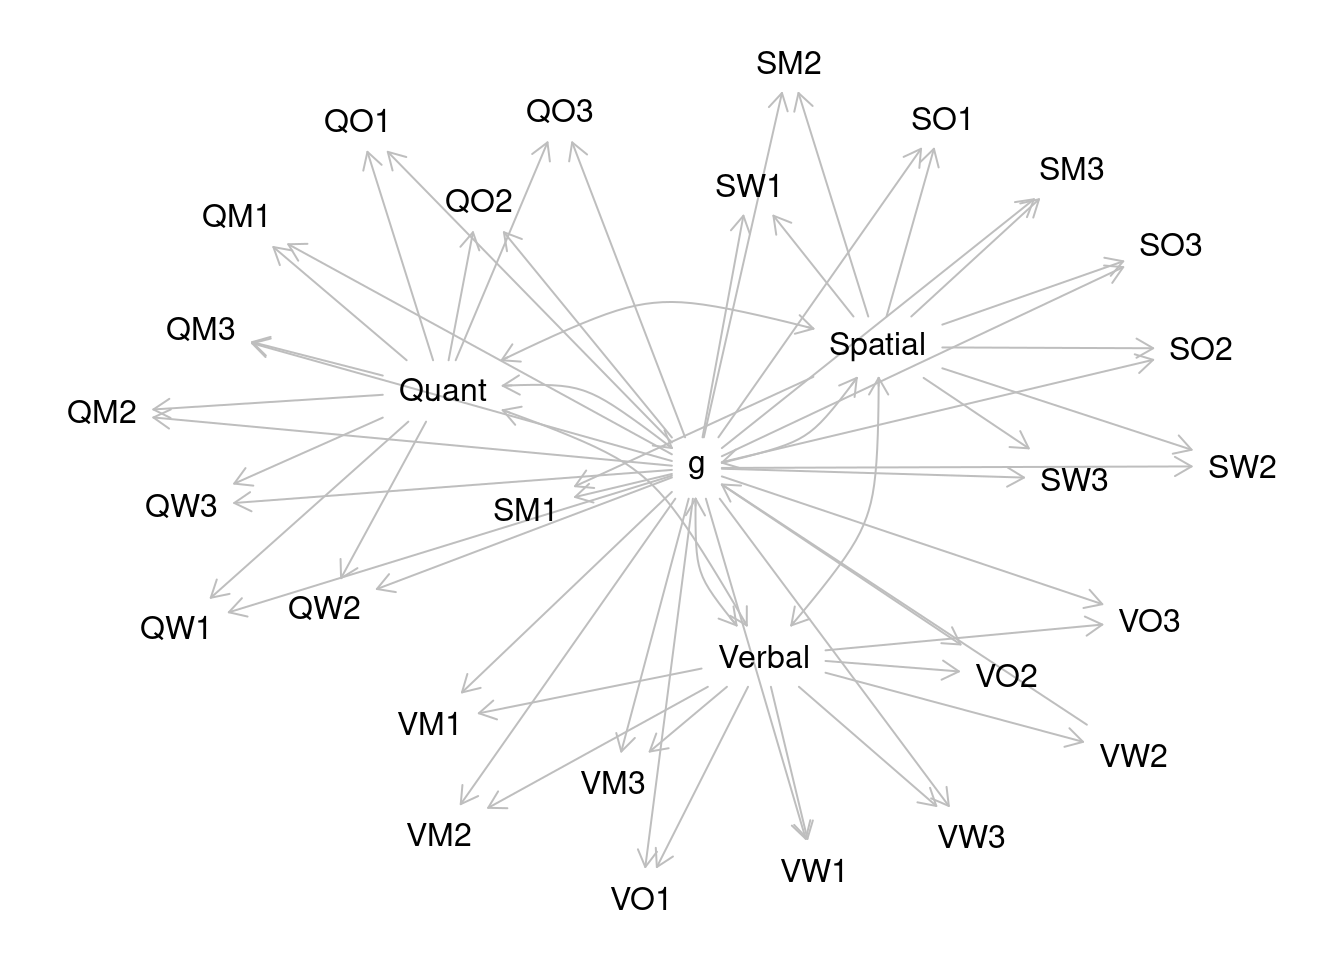 SM2
QO3
SO1
QO1
SM3
SW1
QO2
QM1
SO3
QM3
Spatial
SO2
Quant
QM2
g
SW2
SW3
QW3
SM1
QW2
VO3
QW1
Verbal
VO2
VM1
VW2
VM3
VM2
VW3
VW1
VO1